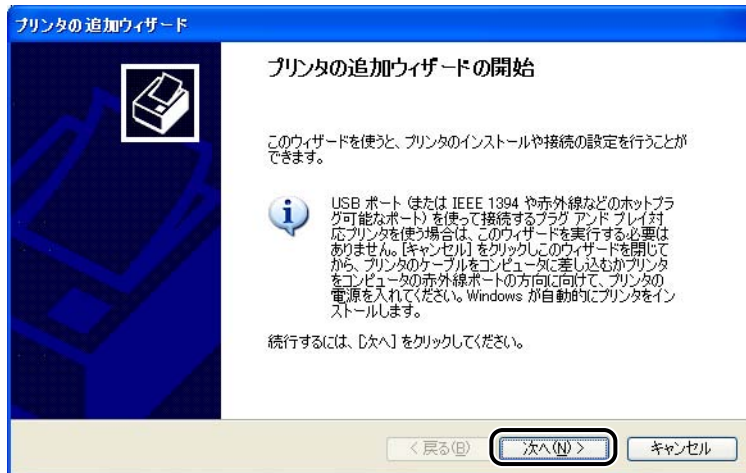 プリンタの追加ウィザード
プリンタの追加ウィザードの開始
このウィザードを使うと、プリンタのインストールや接続の設定を行うことが
できます。
USB ポート (または IEEE 1394 や赤外線などのホットプラ
グ可能なポート) を使って接続するプラグ アンド プレイ対
応プリンタを使う場合は、このウィザードを実行する必要は
ありません。[キャンセル] をクリックしこのウィザードを閉じて
から、プリンタのケーブルをコンピュータに差し込むかプリンタ
をコンピュータの赤外線ポートの方向に向けて、プリンタの
電源を入れてください。Windows が自動的にプリンタをイン
ストールします。
続行するには、[次へ] をクリックしてください。
< 戻る(B)
次へ(N) >
キャンセル